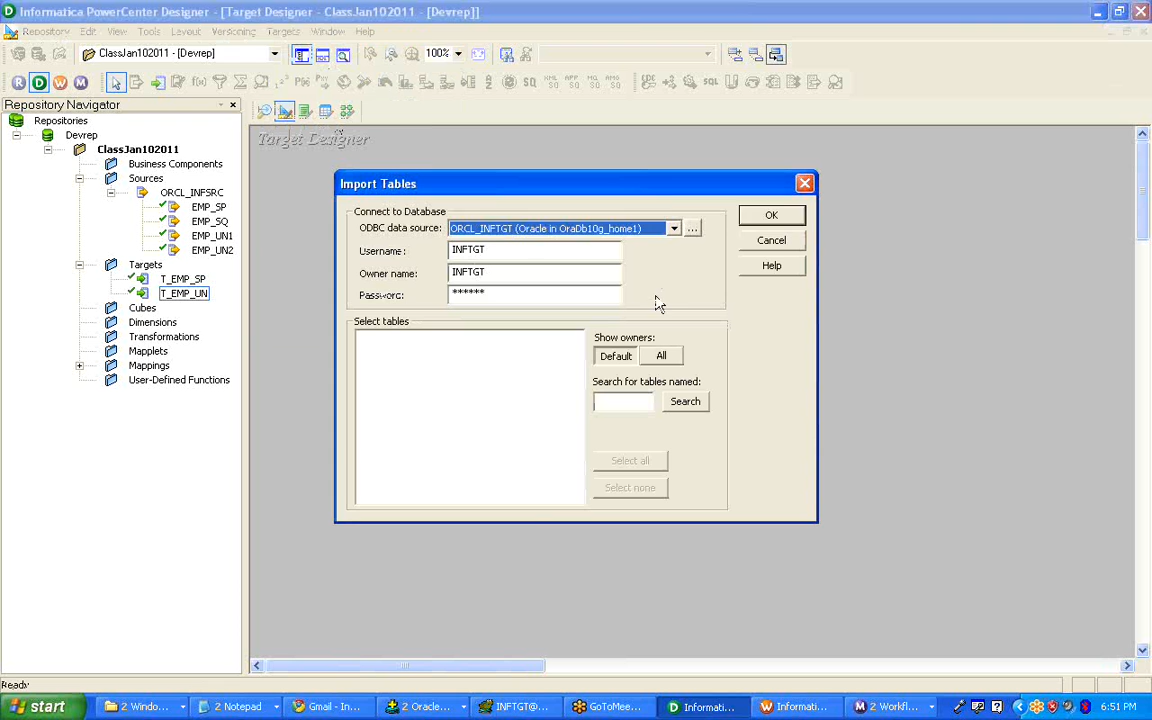 Informatica PowerCenter Designer - [Target Designer - ClassJan102011 - [Devrep]]
Repository Edit View Tools Layout Versioning Targets Window Help
ClassJan102011 - [Devrep]
100%
Repository Navigator
Repositories
Devrep
ClassJan102011
Business Components
Sources
ORCL_INFSRC
EMP_SP
EMP_SQ
EMP_UN1
EMP_UN2
Targets
T_EMP_SP
T_EMP_UN
Cubes
Dimensions
Transformations
Mapplets
Mappings
User-Defined Functions
Target Designer
Import Tables
Connect to Database
ODBC data source: ORCL_INFTGT (Oracle in OraDb10g_home1) ...
Username: INFTGT
Owner name: INFTGT
Password: ******
OK
Cancel
Help
Select tables
Show owners:
Default All
Search for tables named:
Search
Select all
Select none
Ready
start 2 Windo... 2 Notepad Gmail - In... 2 Oracle... INFTGT@... GoToMee... Informati... Informati... 2 Workfl... 6:51 PM